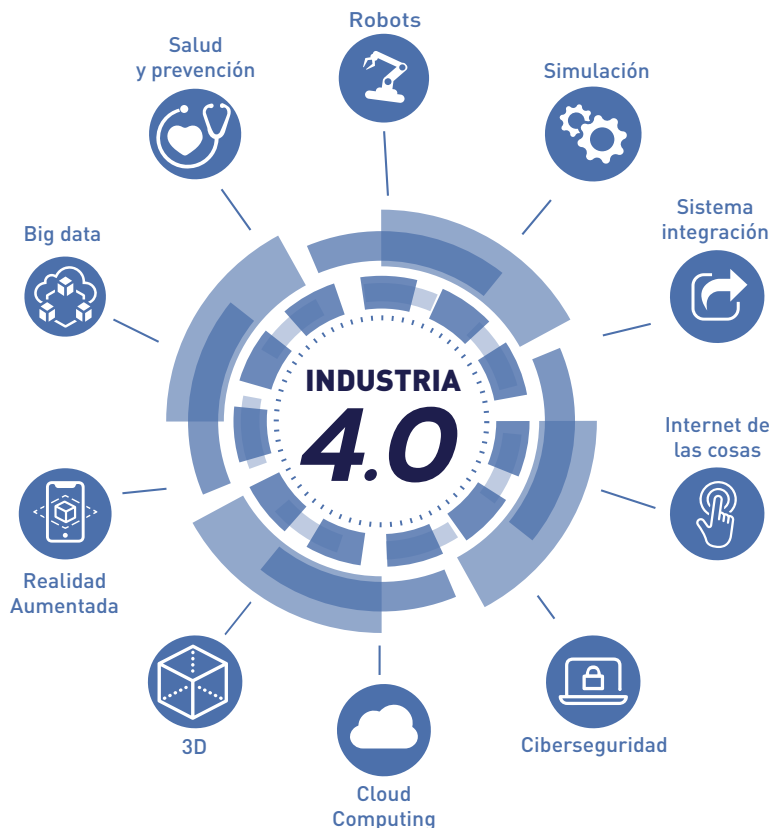 Robots
Salud
y prevención
Simulación
Sistema
integración
Big data
INDUSTRIA
4.0
Internet de
las cosas
Realidad
Aumentada
3D
Ciberseguridad
Cloud
Computing